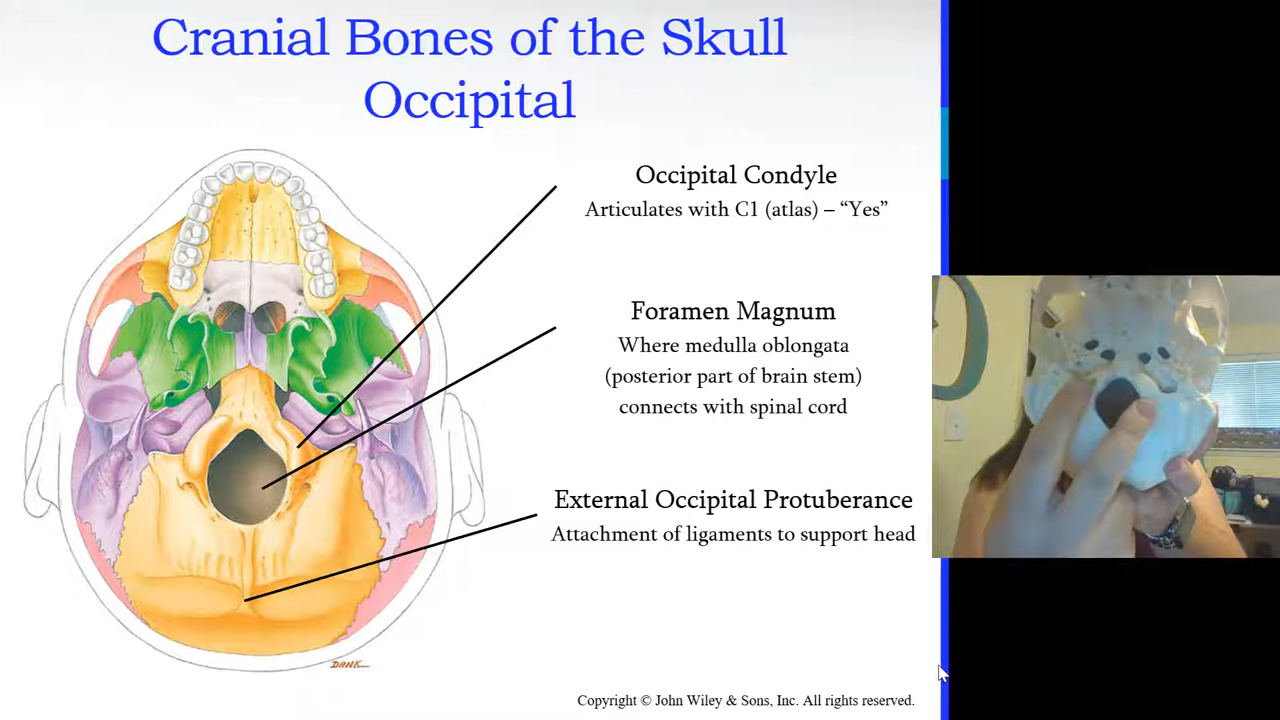 Cranial Bones of the Skull
Occipital
Occipital Condyle
Articulates with C1 (atlas) – “Yes”
Foramen Magnum
Where medulla oblongata
(posterior part of brain stem)
connects with spinal cord
External Occipital Protuberance
Attachment of ligaments to support head
DANK
Copyright © John Wiley & Sons, Inc. All rights reserved.